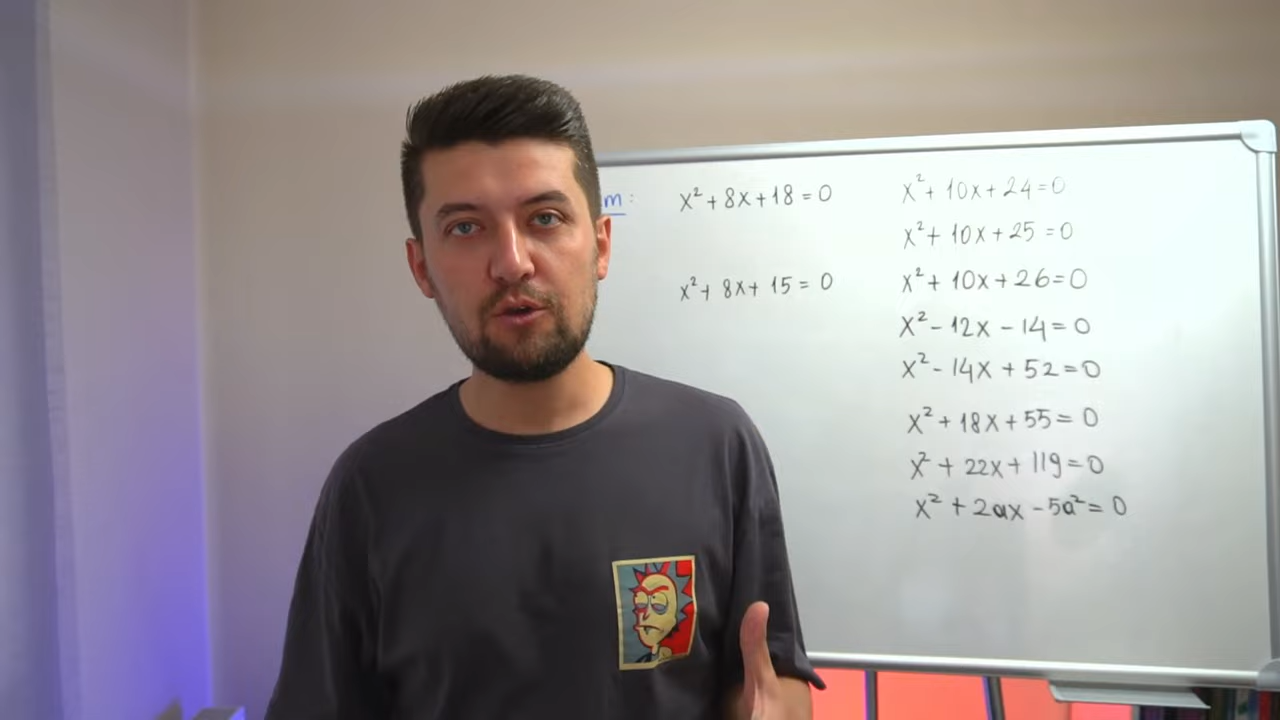 m:
x² + 8x + 18 = 0
x² + 8x + 15 = 0
x² + 10x + 24 = 0
x² + 10x + 25 = 0
x² + 10x + 26 = 0
x² - 12x - 14 = 0
x² - 14x + 52 = 0
x² + 18x + 55 = 0
x² + 22x + 119 = 0
x² + 2ax - 5a² = 0